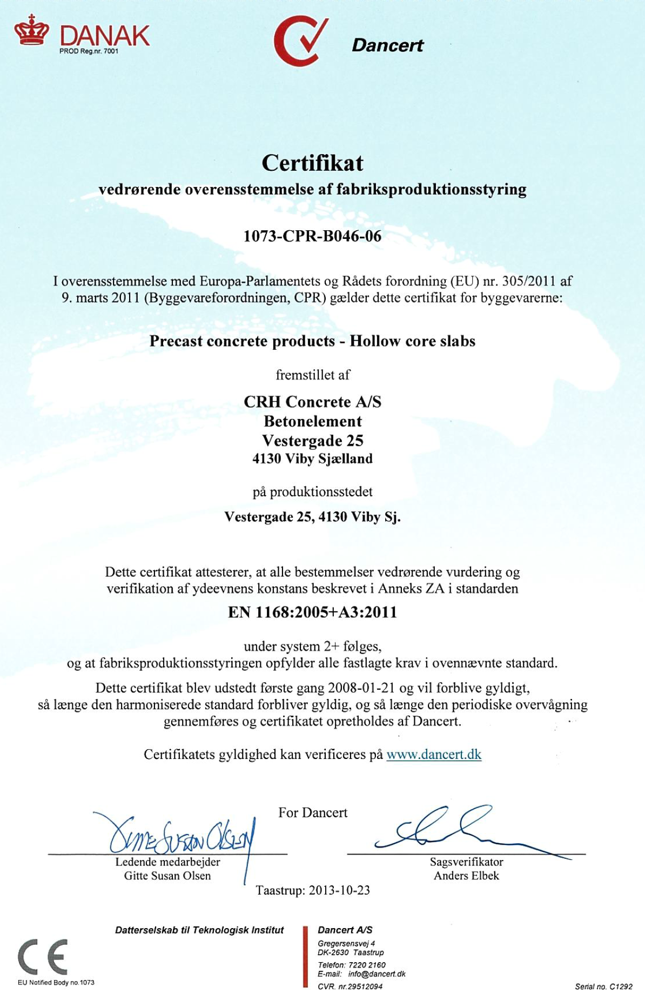 DANAK
PROD Reg.nr. 7001
Dancert
Certifikat
vedrørende overensstemmelse af fabriksproduktionsstyring
1073-CPR-B046-06
I overensstemmelse med Europa-Parlamentets og Rådets forordning (EU) nr. 305/2011 af
9. marts 2011 (Byggevareforordningen, CPR) gælder dette certifikat for byggevarerne:
Precast concrete products - Hollow core slabs
fremstillet af
CRH Concrete A/S
Betonelement
Vestergade 25
4130 Viby Sjælland
på produktionsstedet
Vestergade 25, 4130 Viby Sj.
Dette certifikat attesterer, at alle bestemmelser vedrørende vurdering og
verifikation af ydeevnens konstans beskrevet i Anneks ZA i standarden
EN 1168:2005+A3:2011
under system 2+ følges,
og at fabriksproduktionsstyringen opfylder alle fastlagte krav i ovennævnte standard.
Dette certifikat blev udstedt første gang 2008-01-21 og vil forblive gyldigt,
så længe den harmoniserede standard forbliver gyldig, og så længe den periodiske overvågning
gennemføres og certifikatet opretholdes af Dancert.
Certifikatets gyldighed kan verificeres på www.dancert.dk
For Dancert
Ledende medarbejder
Gitte Susan Olsen
Sagsverifikator
Anders Elbek
Taastrup: 2013-10-23
Datterselskab til Teknologisk Institut
Dancert A/S
Gregersensvej 4
DK-2630 Taastrup
Telefon: 7220 2160
E-mail: info@dancert.dk
CVR. nr.29512094
CE
EU Notified Body no.1073
Serial no. C1292